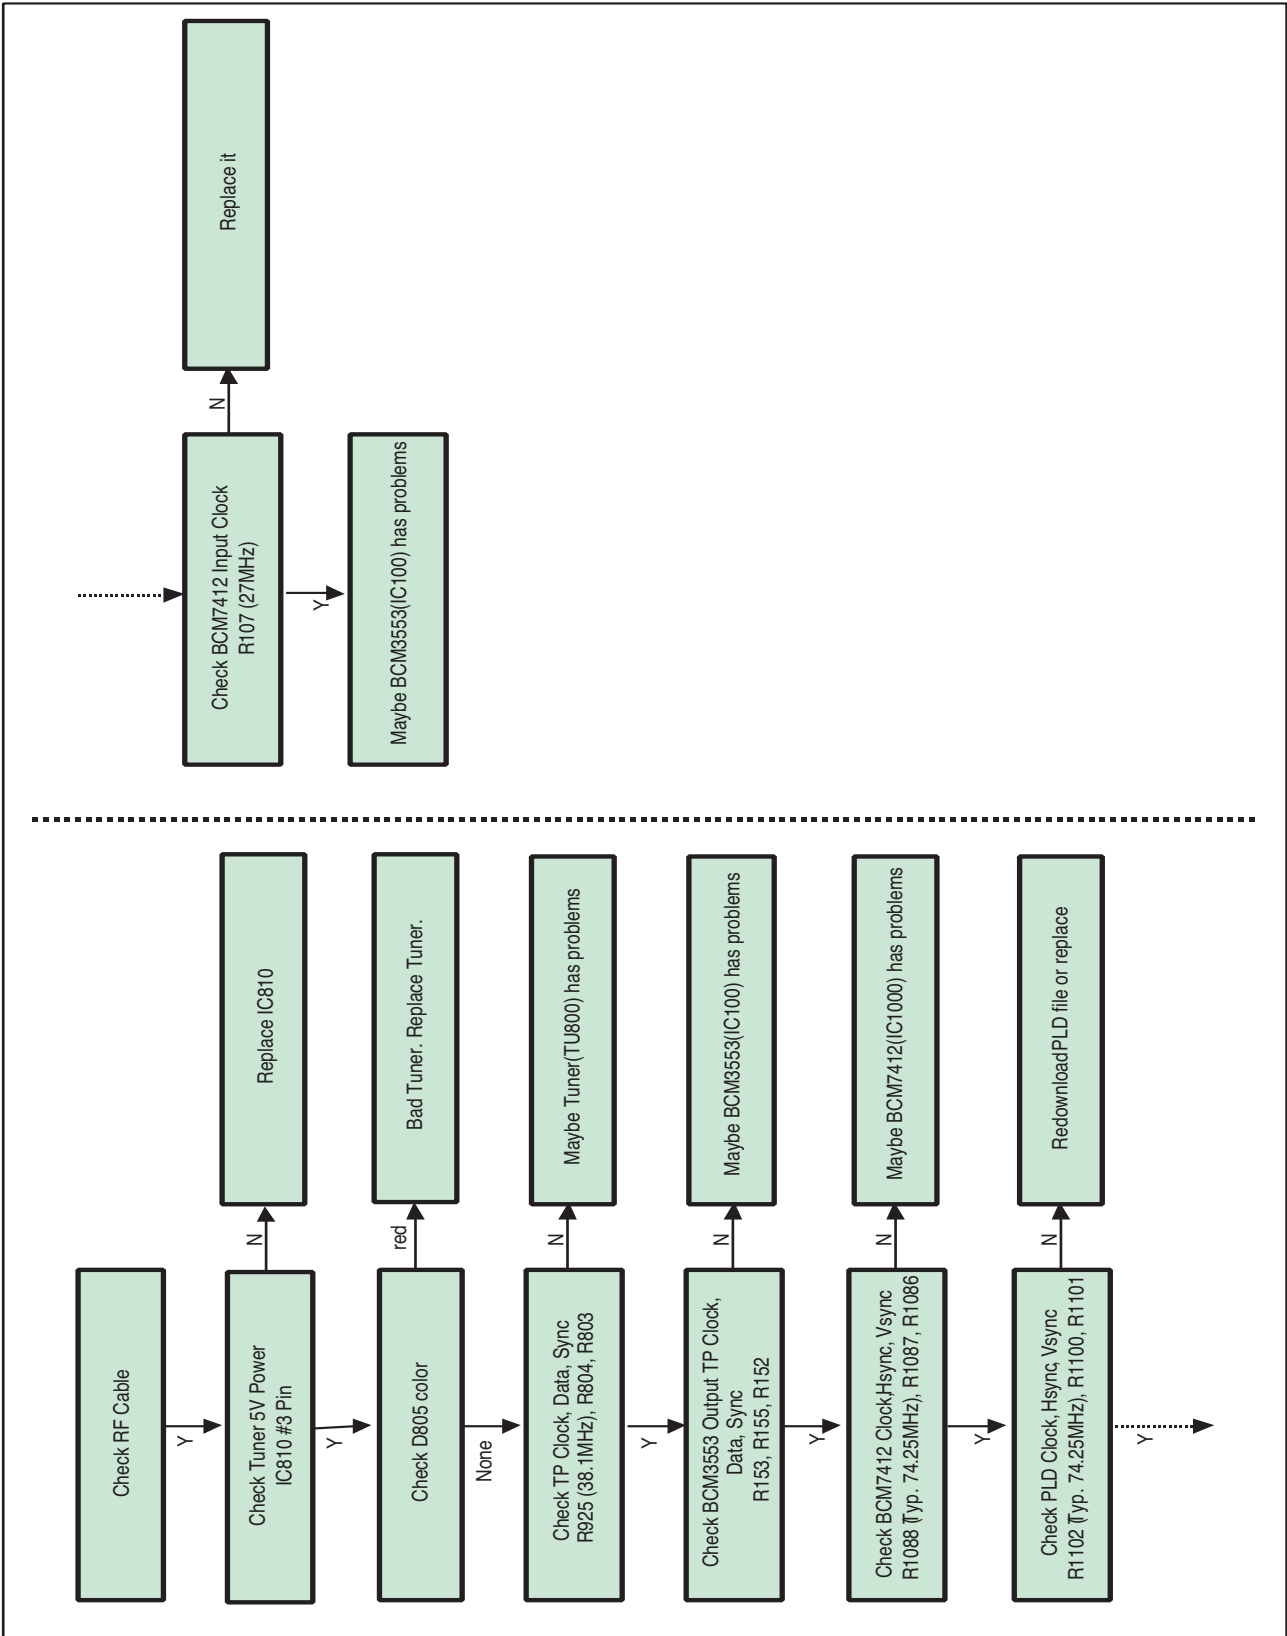 Check RF Cable
Y
Check Tuner 5V Power
IC810 #3 Pin
N
Replace IC810
Y
Check D805 color
red
Bad Tuner. Replace Tuner.
None
Check TP Clock, Data, Sync
R925 (38.1MHz), R804, R803
N
Maybe Tuner(TU800) has problems
Y
Check BCM3553 Output TP Clock,
Data, Sync
R153, R155, R152
N
Maybe BCM3553(IC100) has problems
Y
Check BCM7412 Clock,Hsync, Vsync
R1088 (Typ. 74.25MHz), R1087, R1086
N
Maybe BCM7412(IC1000) has problems
Y
Check PLD Clock, Hsync, Vsync
R1102 (Typ. 74.25MHz), R1100, R1101
N
RedownloadPLD file or replace
Y
Check BCM7412 Input Clock
R107 (27MHz)
N
Replace it
Y
Maybe BCM3553(IC100) has problems